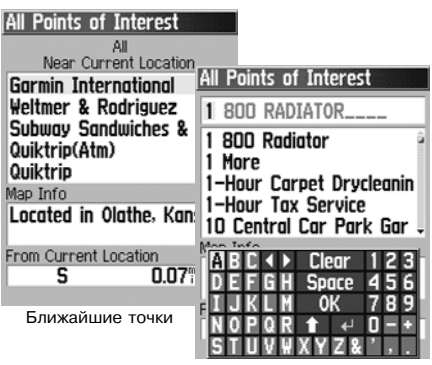 All Points of Interest
All
Near Current Location
Garmin International
Weltmer & Rodriguez
Subway Sandwiches &
Quiktrip(Atm)
Quiktrip
Map Info
Located in Olathe, Kan
From Current Location
S 0.07
Ближайшие точки
All Points of Interest
1 800 RADIATOR____
1 800 Radiator
1 More
1-Hour Carpet Drycleanin
1-Hour Tax Service
10 Central Car Park Gar
Map Info
A B C Clear 1 2 3
D E F G H Space 4 5 6
I J K L M OK 7 8 9
N O P Q R 0 - +
S T U V W X Y Z & ' , .